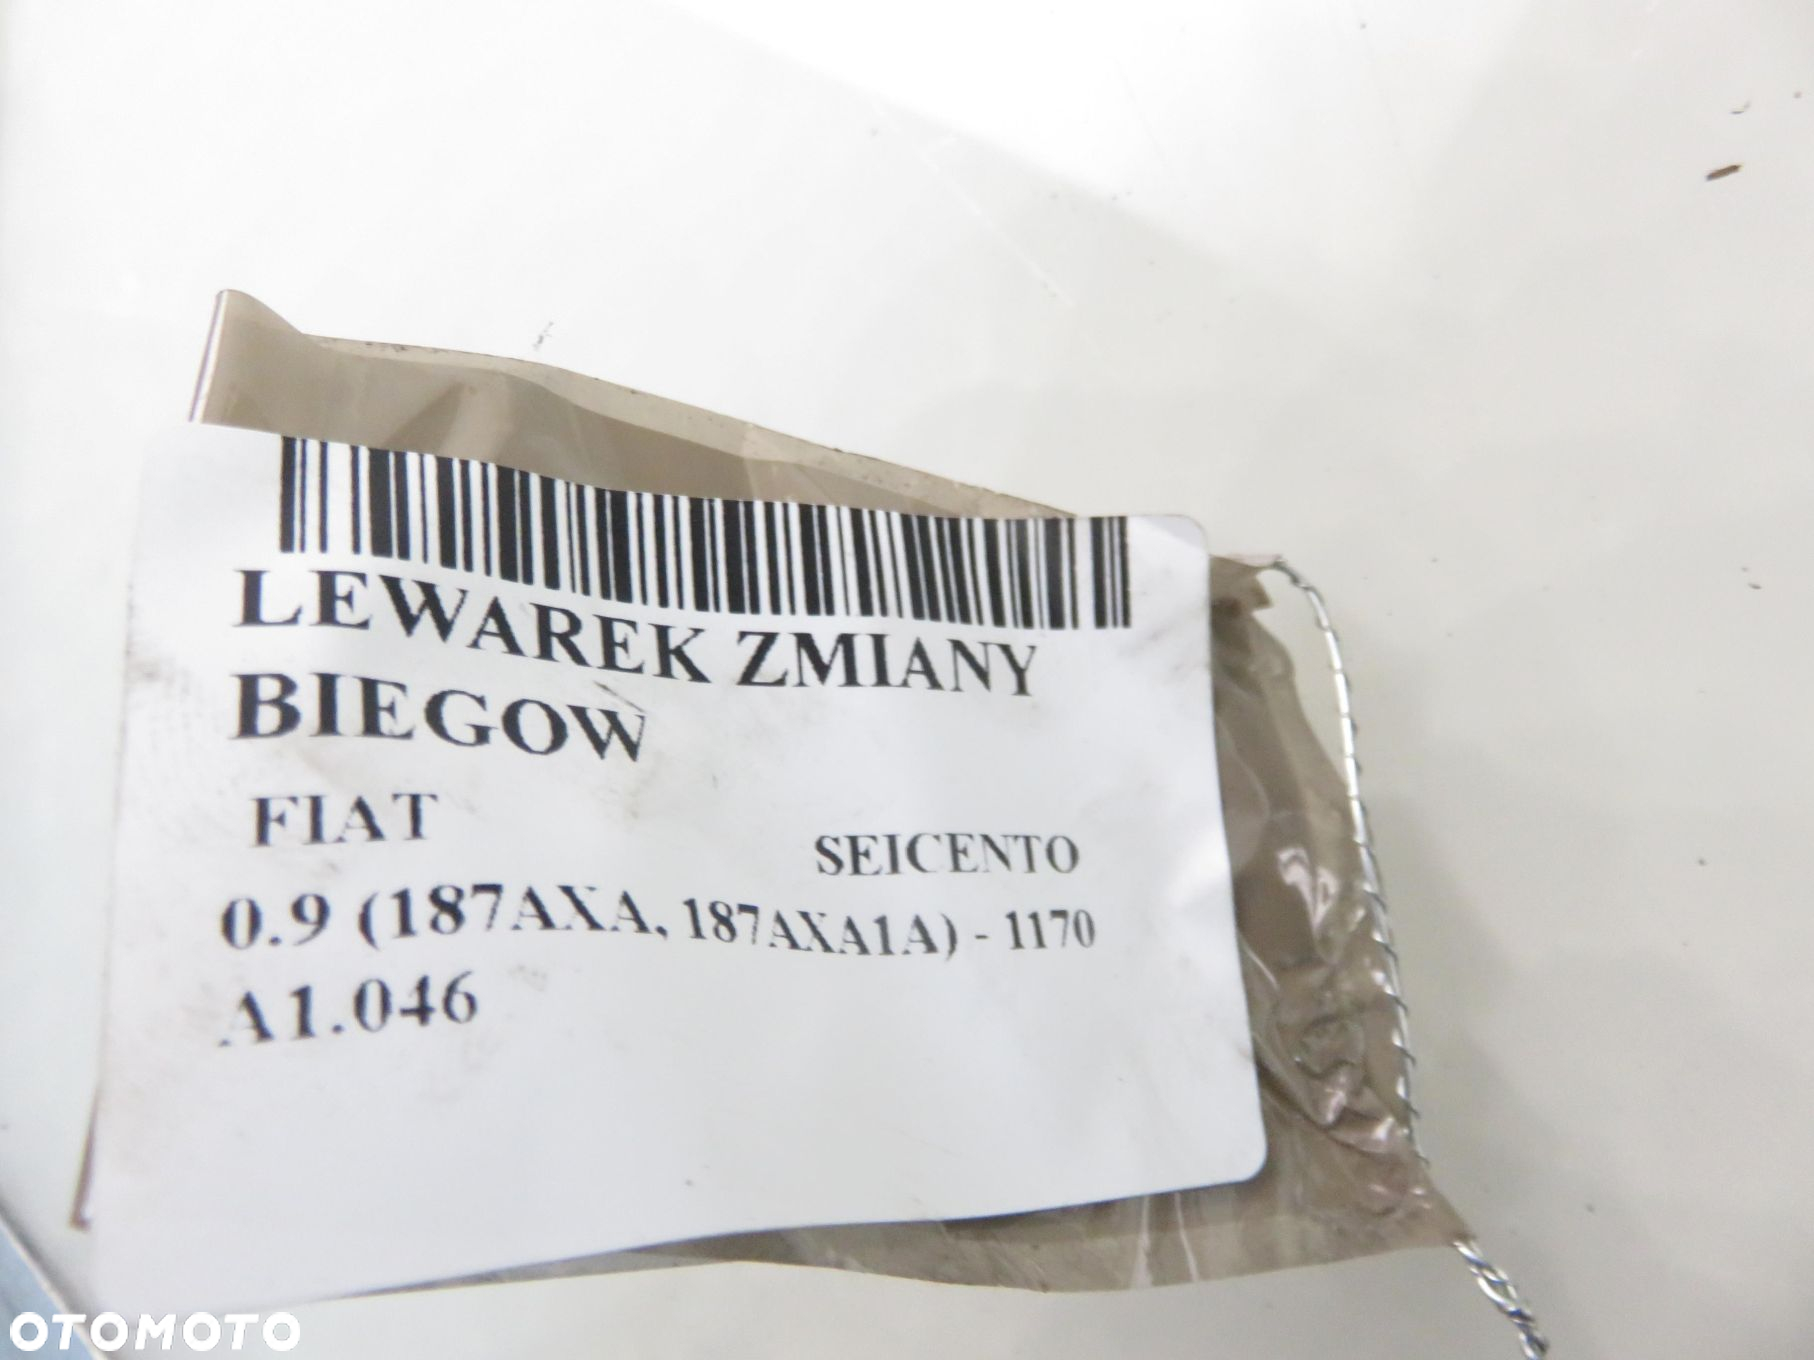 LEWAREK ZMIANY
BIEGOW
FIAT
SEICENTO
0.9 (187AXA, 187AXA1A) - 1170
A1.046
OTOMOTO